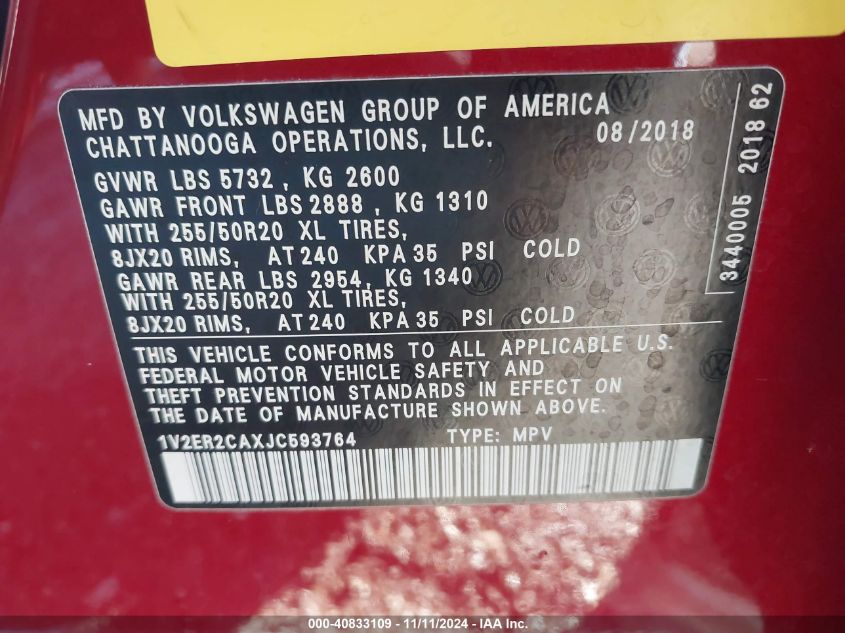 MFD BY VOLKSWAGEN GROUP OF AMERICA
CHATTANOOGA OPERATIONS, LLC. 08/2018
GVWR LBS 5732 , KG 2600
GAWR FRONT LBS 2888 , KG 1310
WITH 255/50R20 XL TIRES,
8JX20 RIMS, AT 240 KPA 35 PSI COLD
GAWR REAR LBS 2954 , KG 1340
WITH 255/50R20 XL TIRES,
8JX20 RIMS, AT 240 KPA 35 PSI COLD
THIS VEHICLE CONFORMS TO ALL APPLICABLE U.S.
FEDERAL MOTOR VEHICLE SAFETY AND
THEFT PREVENTION STANDARDS IN EFFECT ON
THE DATE OF MANUFACTURE SHOWN ABOVE.
1V2ER2CAXJC593764 TYPE: MPV
3440005 2018 62
000-40833109 - 11/11/2024 - IAA Inc.